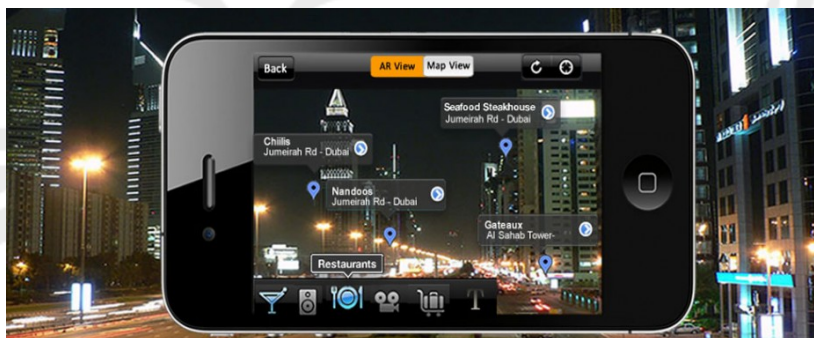 Back
AR View
Map View
Seafood Steakhouse
Jumeirah Rd - Dubai
Chiilis
Jumeirah Rd - Dubai
Nandoos
Jumeirah Rd - Dubai
Gateaux
Al Sahab Tower-
Restaurants
T